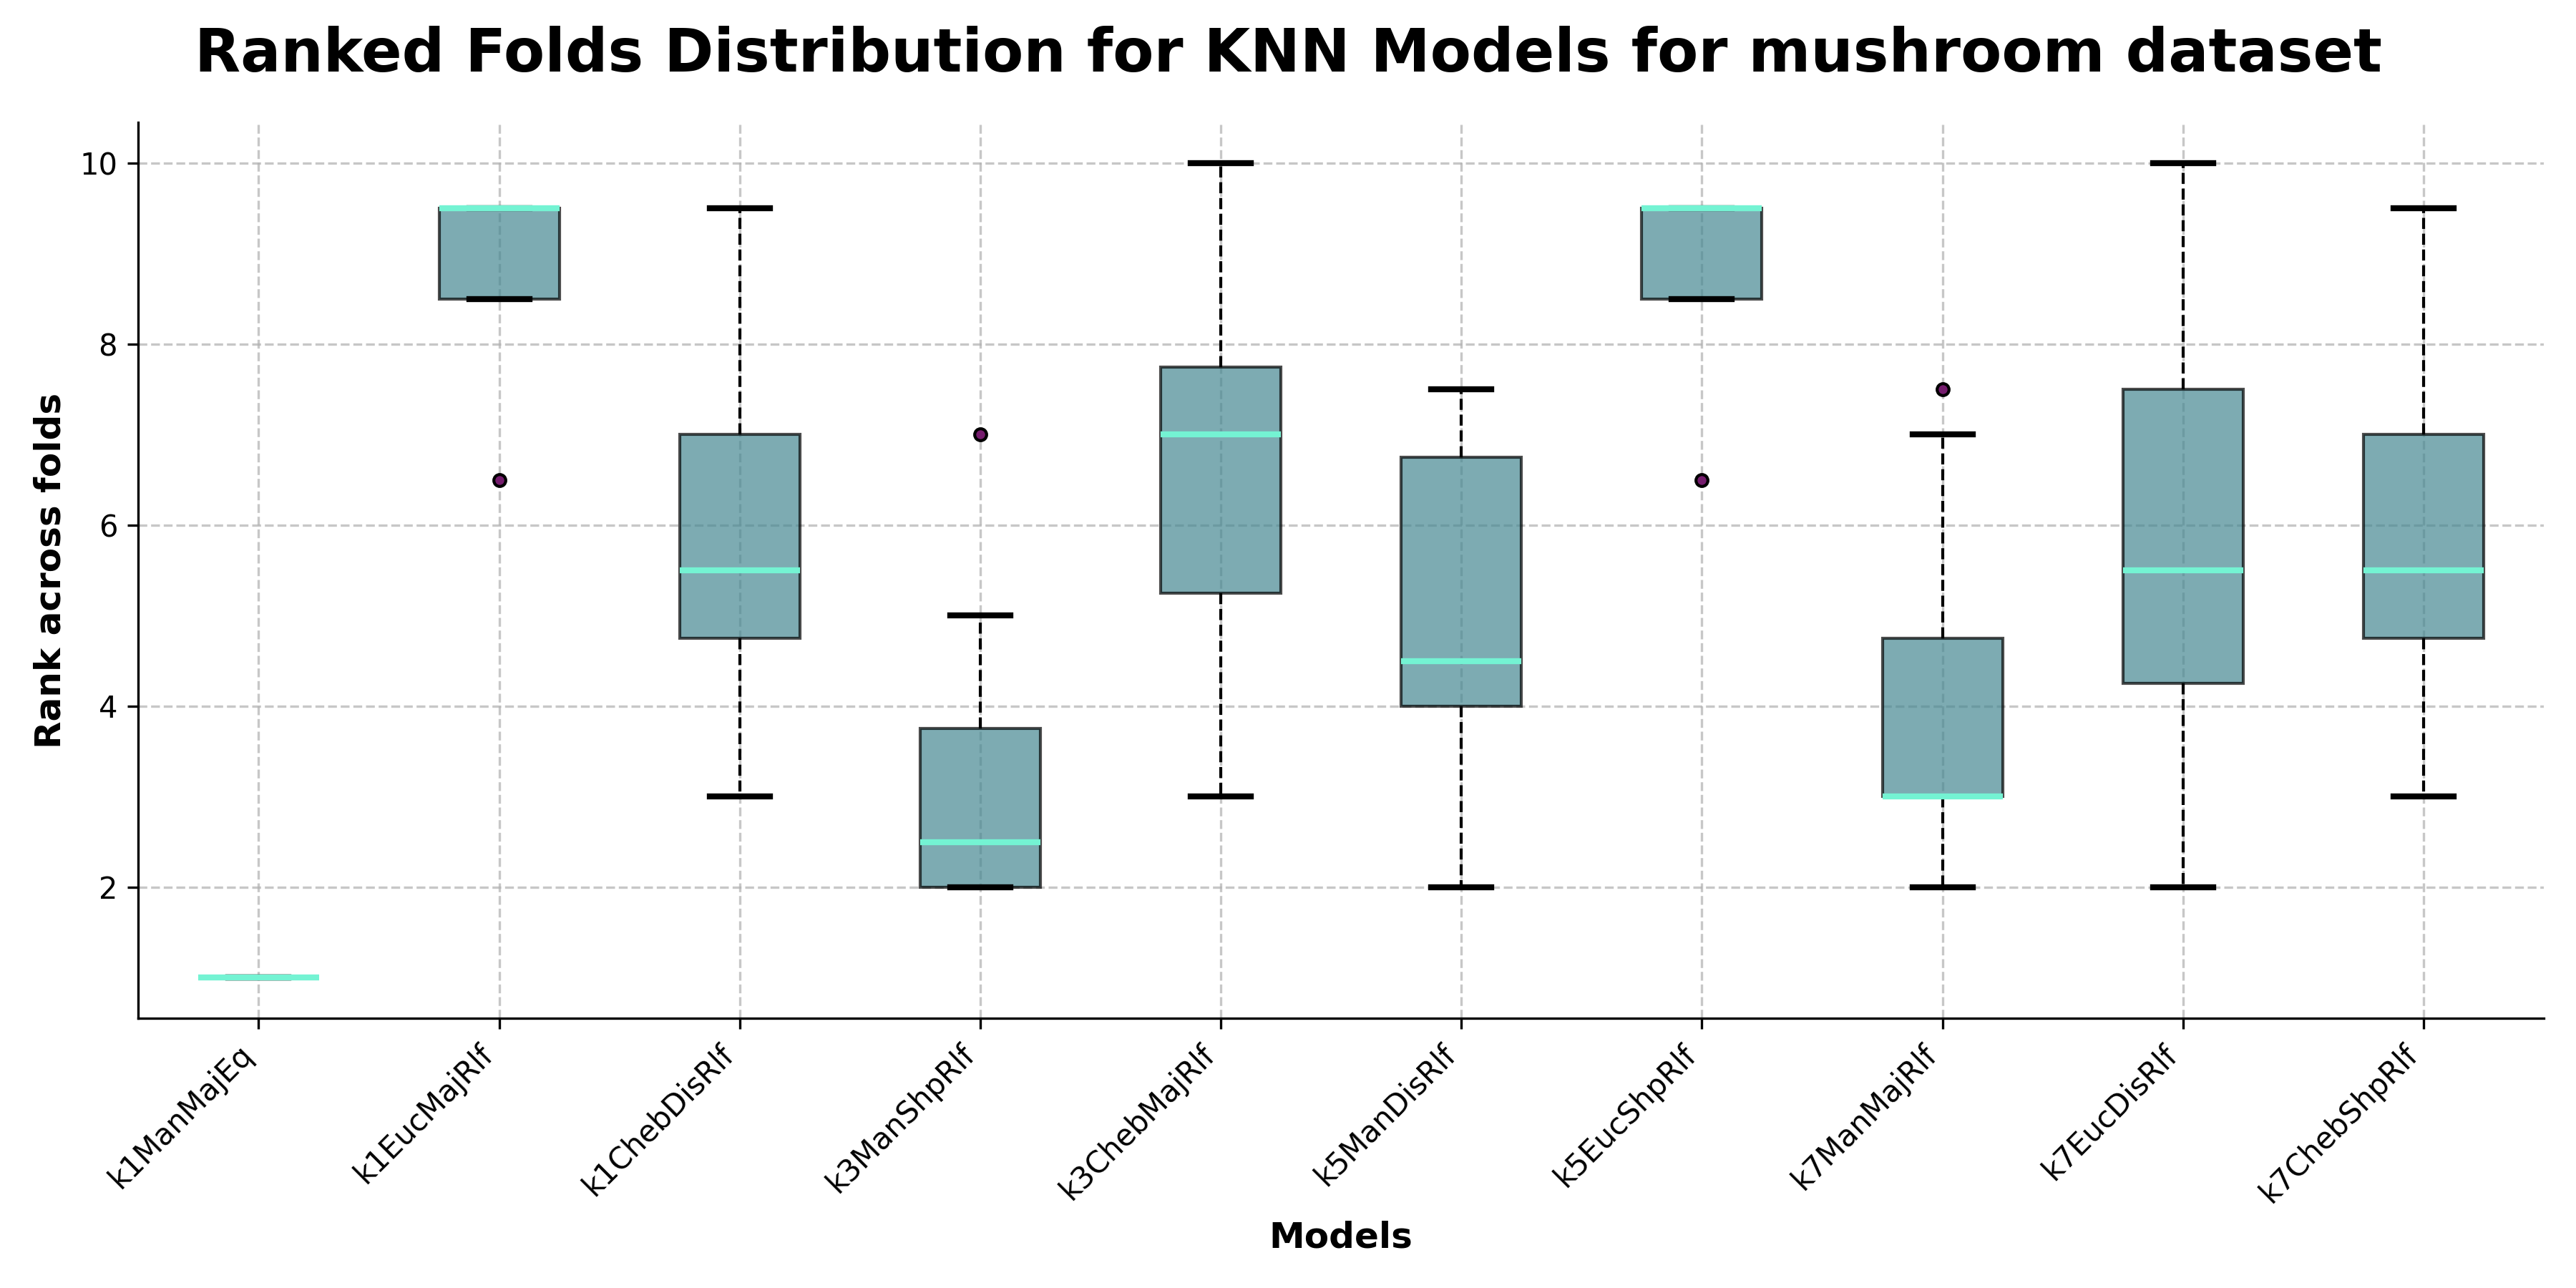 Ranked Folds Distribution for KNN Models for mushroom dataset
Rank across folds
10
8
6
4
2
k1ManMajEq
k1EucMajRlf
k1ChebDisRlf
k3ManShpRlf
k3ChebMajRlf
k5ManDisRlf
k5EucShpRlf
k7ManMajRlf
k7EucDisRlf
k7ChebShpRlf
Models